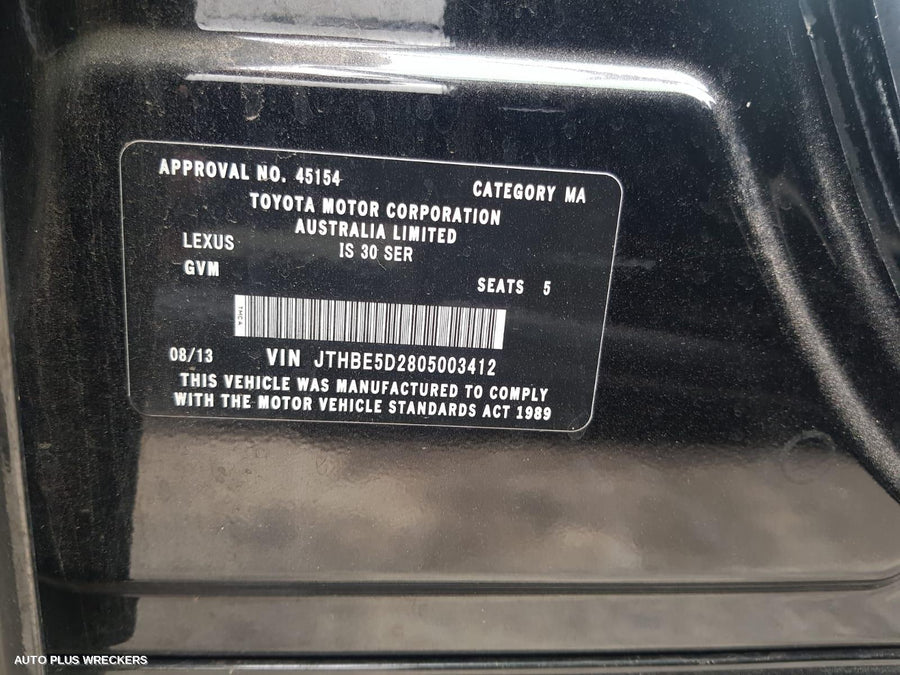 APPROVAL NO. 45154
CATEGORY MA
TOYOTA MOTOR CORPORATION
AUSTRALIA LIMITED
LEXUS IS 30 SER
GVM SEATS 5
TMCA
08/13 VIN JTHBE5D2805003412
THIS VEHICLE WAS MANUFACTURED TO COMPLY
WITH THE MOTOR VEHICLE STANDARDS ACT 1989
AUTO PLUS WRECKERS